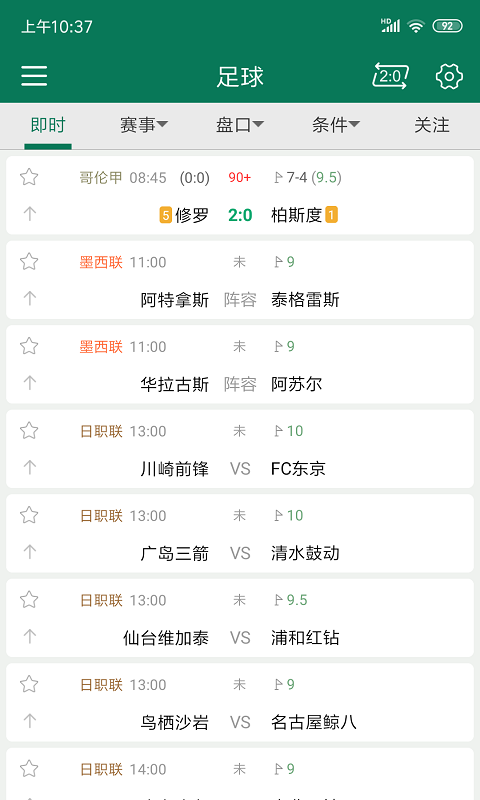 上午10:37 HD 92
足球 2:0
即时 赛事 盘口 条件 关注
哥伦甲 08:45 (0:0) 90+ 7-4 (9.5)
5 修罗 2:0 柏斯度 1
墨西联 11:00 未 9
阿特拿斯 阵容 泰格雷斯
墨西联 11:00 未 9
华拉古斯 阵容 阿苏尔
日职联 13:00 未 10
川崎前锋 VS FC东京
日职联 13:00 未 10
广岛三箭 VS 清水鼓动
日职联 13:00 未 9.5
仙台维加泰 VS 浦和红钻
日职联 13:00 未 9
鸟栖沙岩 VS 名古屋鲸八
日职联 14:00 未 9